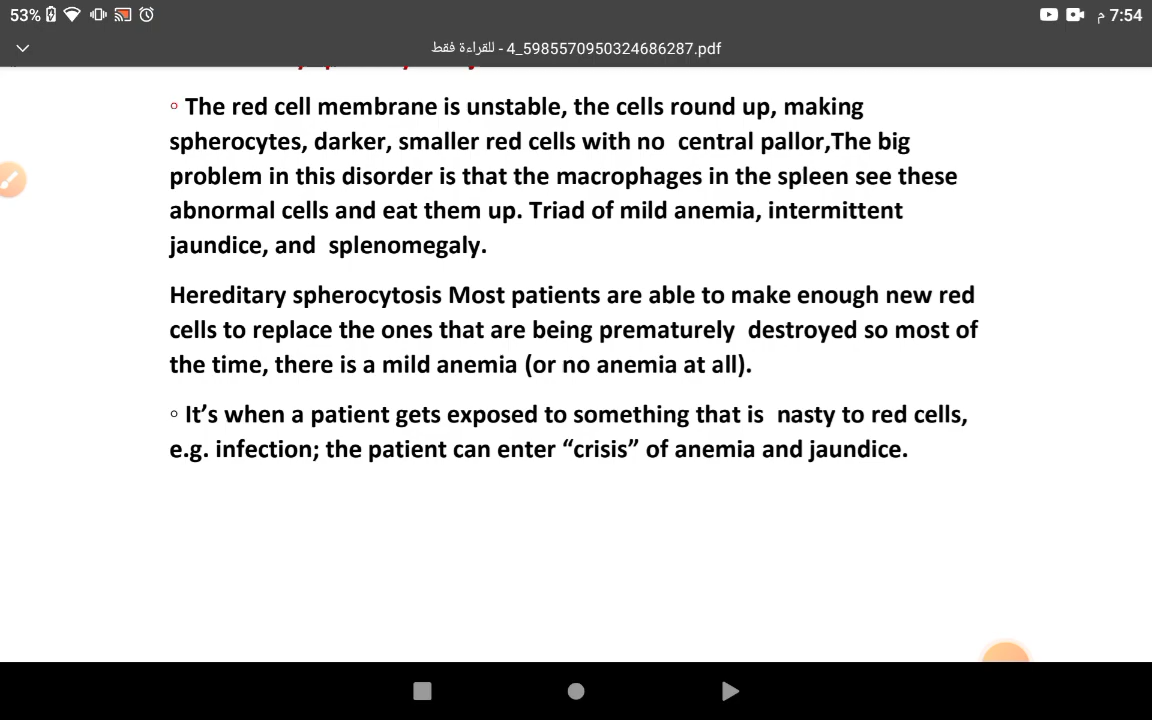 53% م 7:54
4_5985570950324686287.pdf - للقراءة فقط
◦ The red cell membrane is unstable, the cells round up, making
spherocytes, darker, smaller red cells with no central pallor,The big
problem in this disorder is that the macrophages in the spleen see these
abnormal cells and eat them up. Triad of mild anemia, intermittent
jaundice, and splenomegaly.
Hereditary spherocytosis Most patients are able to make enough new red
cells to replace the ones that are being prematurely destroyed so most of
the time, there is a mild anemia (or no anemia at all).
◦ It’s when a patient gets exposed to something that is nasty to red cells,
e.g. infection; the patient can enter “crisis” of anemia and jaundice.